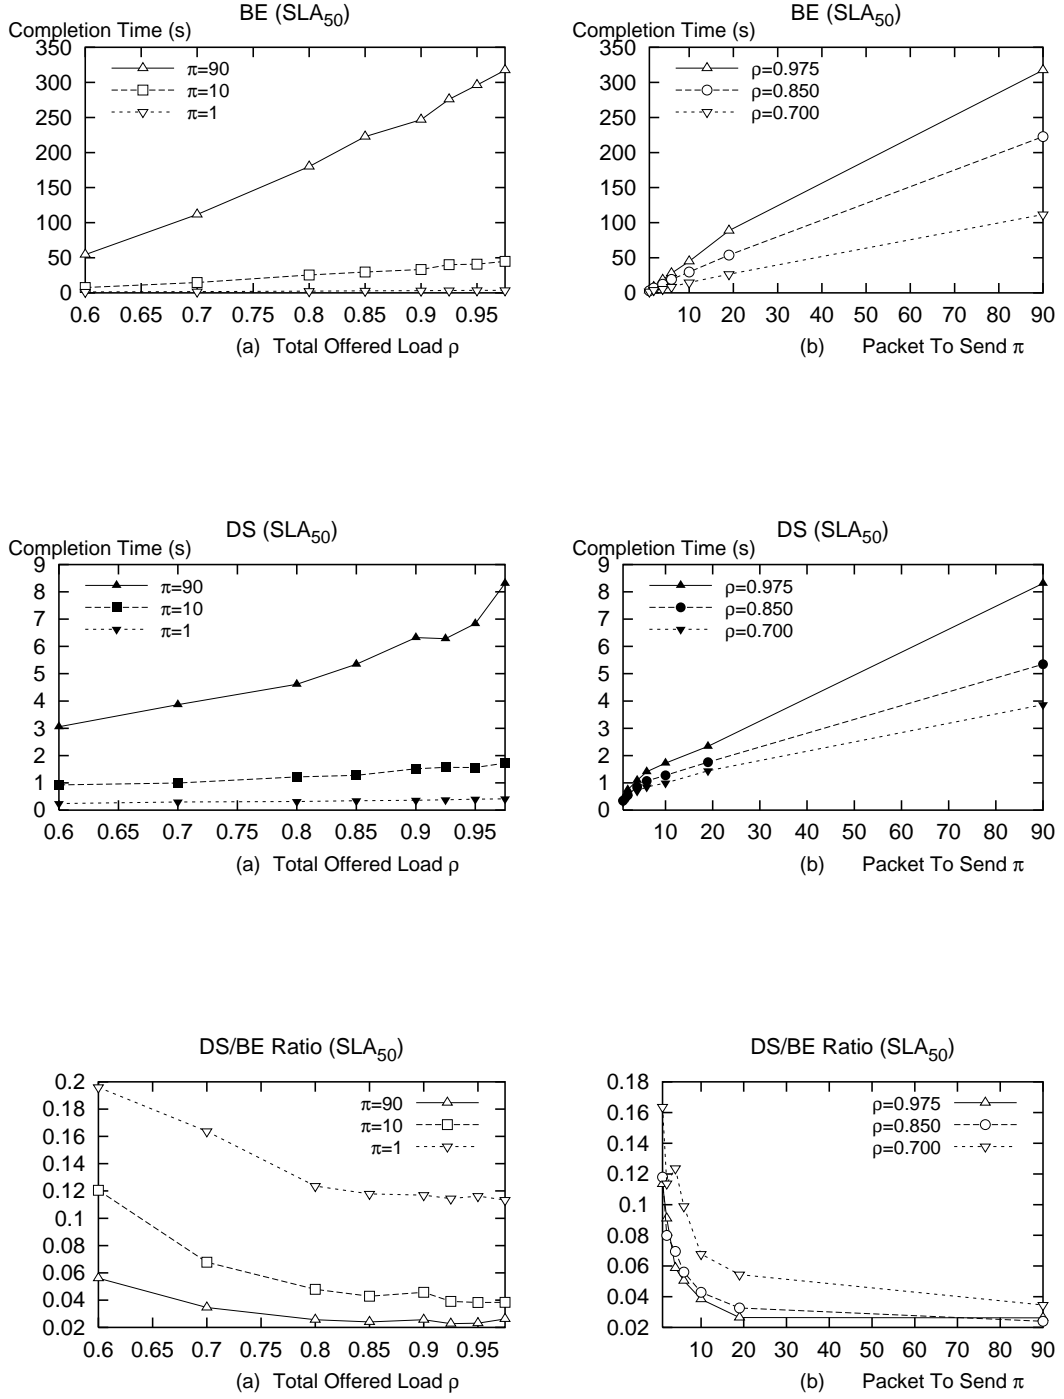 BE (SLA50)
Completion Time (s)
350
300
250
200
150
100
50
0
π=90
π=10
π=1
0.6 0.65 0.7 0.75 0.8 0.85 0.9 0.95
(a) Total Offered Load ρ
BE (SLA50)
Completion Time (s)
350
300
250
200
150
100
50
0
ρ=0.975
ρ=0.850
ρ=0.700
10 20 30 40 50 60 70 80 90
(b) Packet To Send π
DS (SLA50)
Completion Time (s)
9
8
7
6
5
4
3
2
1
0
π=90
π=10
π=1
0.6 0.65 0.7 0.75 0.8 0.85 0.9 0.95
(a) Total Offered Load ρ
DS (SLA50)
Completion Time (s)
9
8
7
6
5
4
3
2
1
0
ρ=0.975
ρ=0.850
ρ=0.700
10 20 30 40 50 60 70 80 90
(b) Packet To Send π
DS/BE Ratio (SLA50)
0.2
0.18
0.16
0.14
0.12
0.1
0.08
0.06
0.04
0.02
π=90
π=10
π=1
0.6 0.65 0.7 0.75 0.8 0.85 0.9 0.95
(a) Total Offered Load ρ
DS/BE Ratio (SLA50)
0.18
0.16
0.14
0.12
0.1
0.08
0.06
0.04
0.02
ρ=0.975
ρ=0.850
ρ=0.700
10 20 30 40 50 60 70 80 90
(b) Packet To Send π